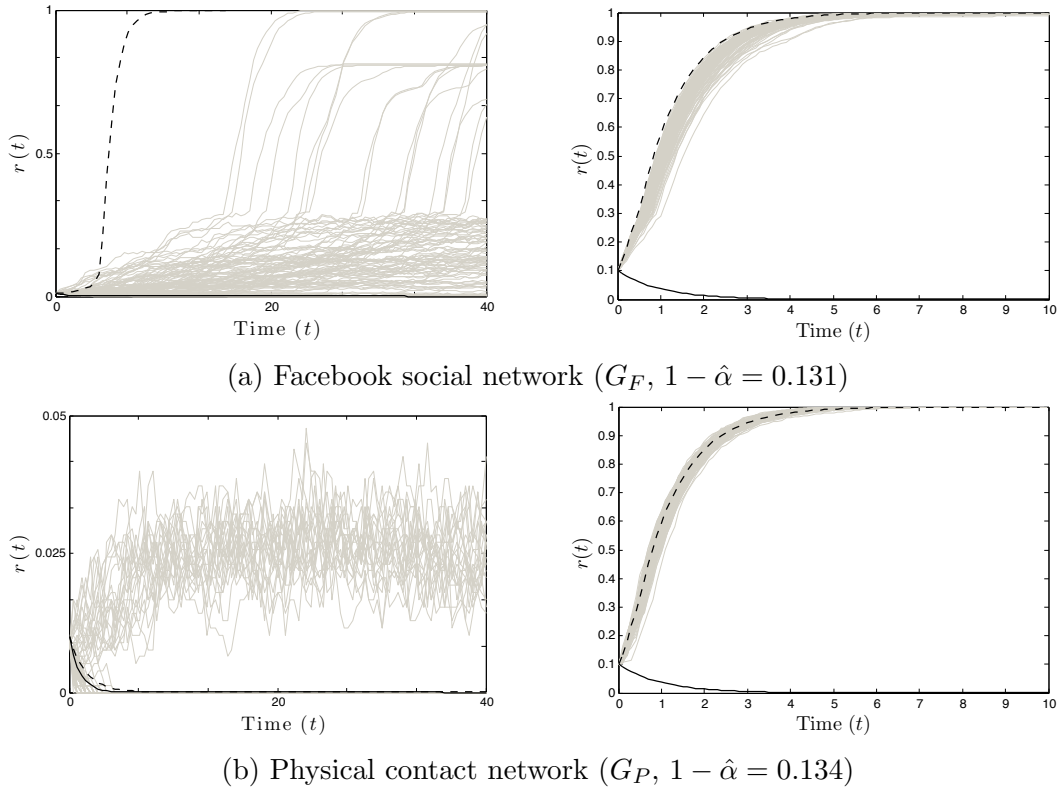 1
0.5
0
r(t)
0
20
40
Time (t)
1
0.9
0.8
0.7
0.6
0.5
0.4
0.3
0.2
0.1
0
r(t)
0 1 2 3 4 5 6 7 8 9 10
Time (t)
(a) Facebook social network (G_F, 1 − α̂ = 0.131)
0.05
0.025
0
r(t)
0
20
40
Time (t)
1
0.9
0.8
0.7
0.6
0.5
0.4
0.3
0.2
0.1
0
r(t)
0 1 2 3 4 5 6 7 8 9 10
Time (t)
(b) Physical contact network (G_P, 1 − α̂ = 0.134)